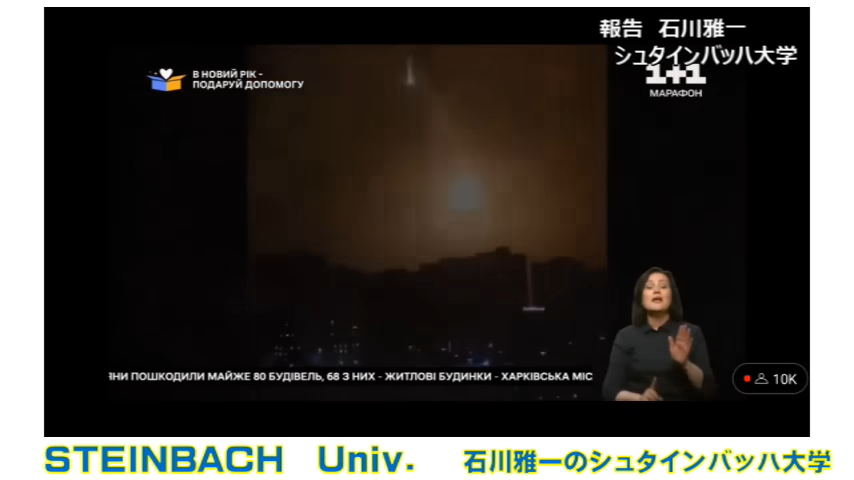 報告　石川雅一
シュタインバッハ大学
В НОВИЙ РІК -
ПОДАРУЙ ДОПОМОГУ
1+1
МАРАФОН
ЯНИ ПОШКОДИЛИ МАЙЖЕ 80 БУДІВЕЛЬ, 68 З НИХ - ЖИТЛОВІ БУДИНКИ - ХАРКІВСЬКА МІС
10K
STEINBACH Univ. 石川雅一のシュタインバッハ大学